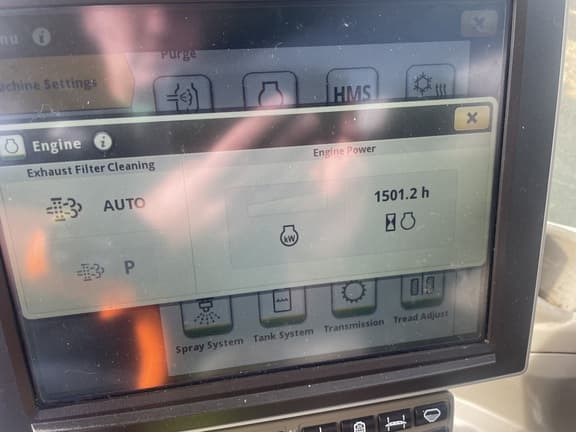 nu i
Purge
achine Settings
HMS
Engine i
Exhaust Filter Cleaning
Engine Power
AUTO
1501.2 h
kW
P
Spray System
Tank System
Transmission
Tread Adjust